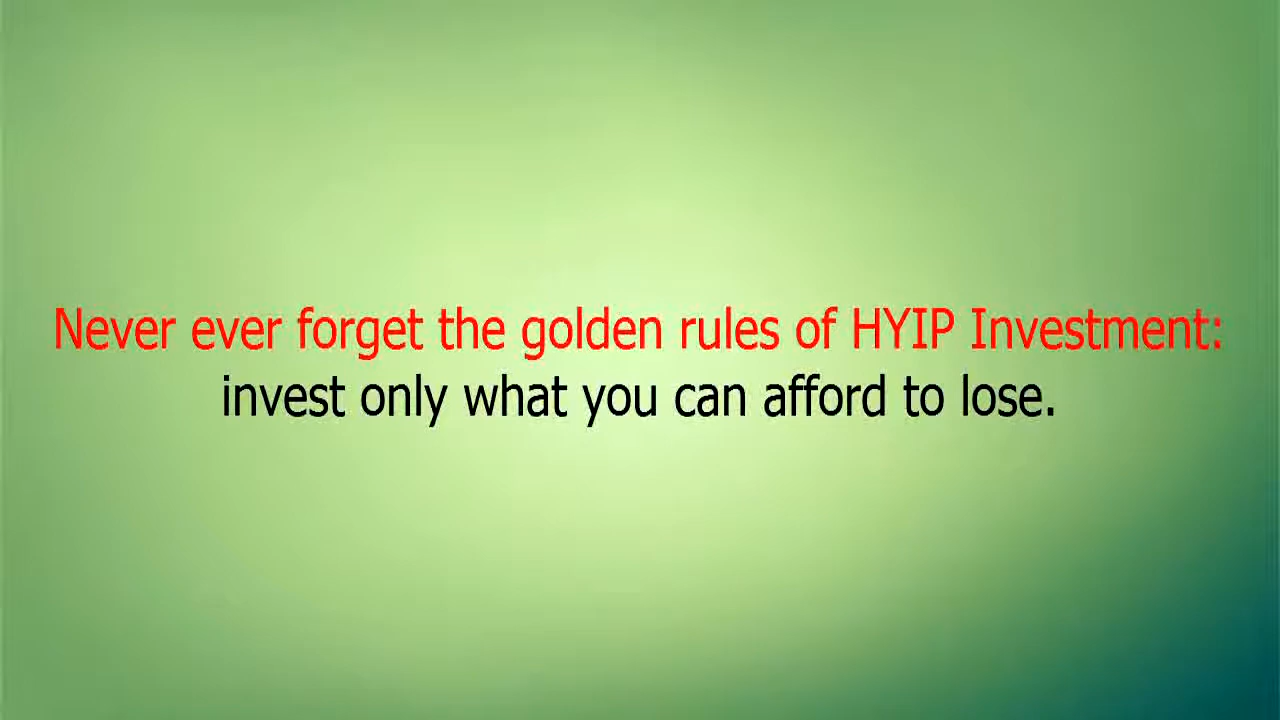 Never ever forget the golden rules of HYIP Investment:
invest only what you can afford to lose.